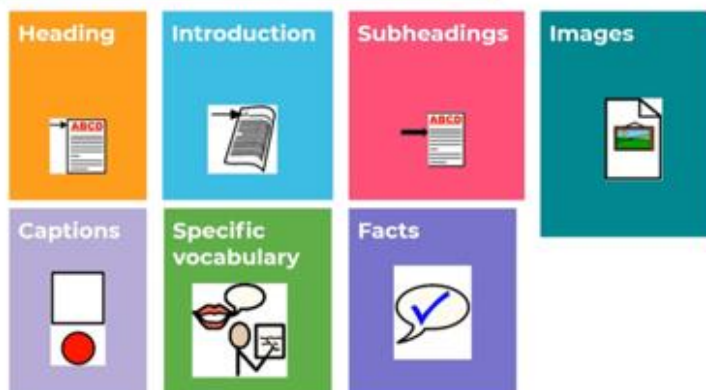 Heading
Introduction
Subheadings
Images
ABCD
ABCD
Captions
Specific
vocabulary
Facts